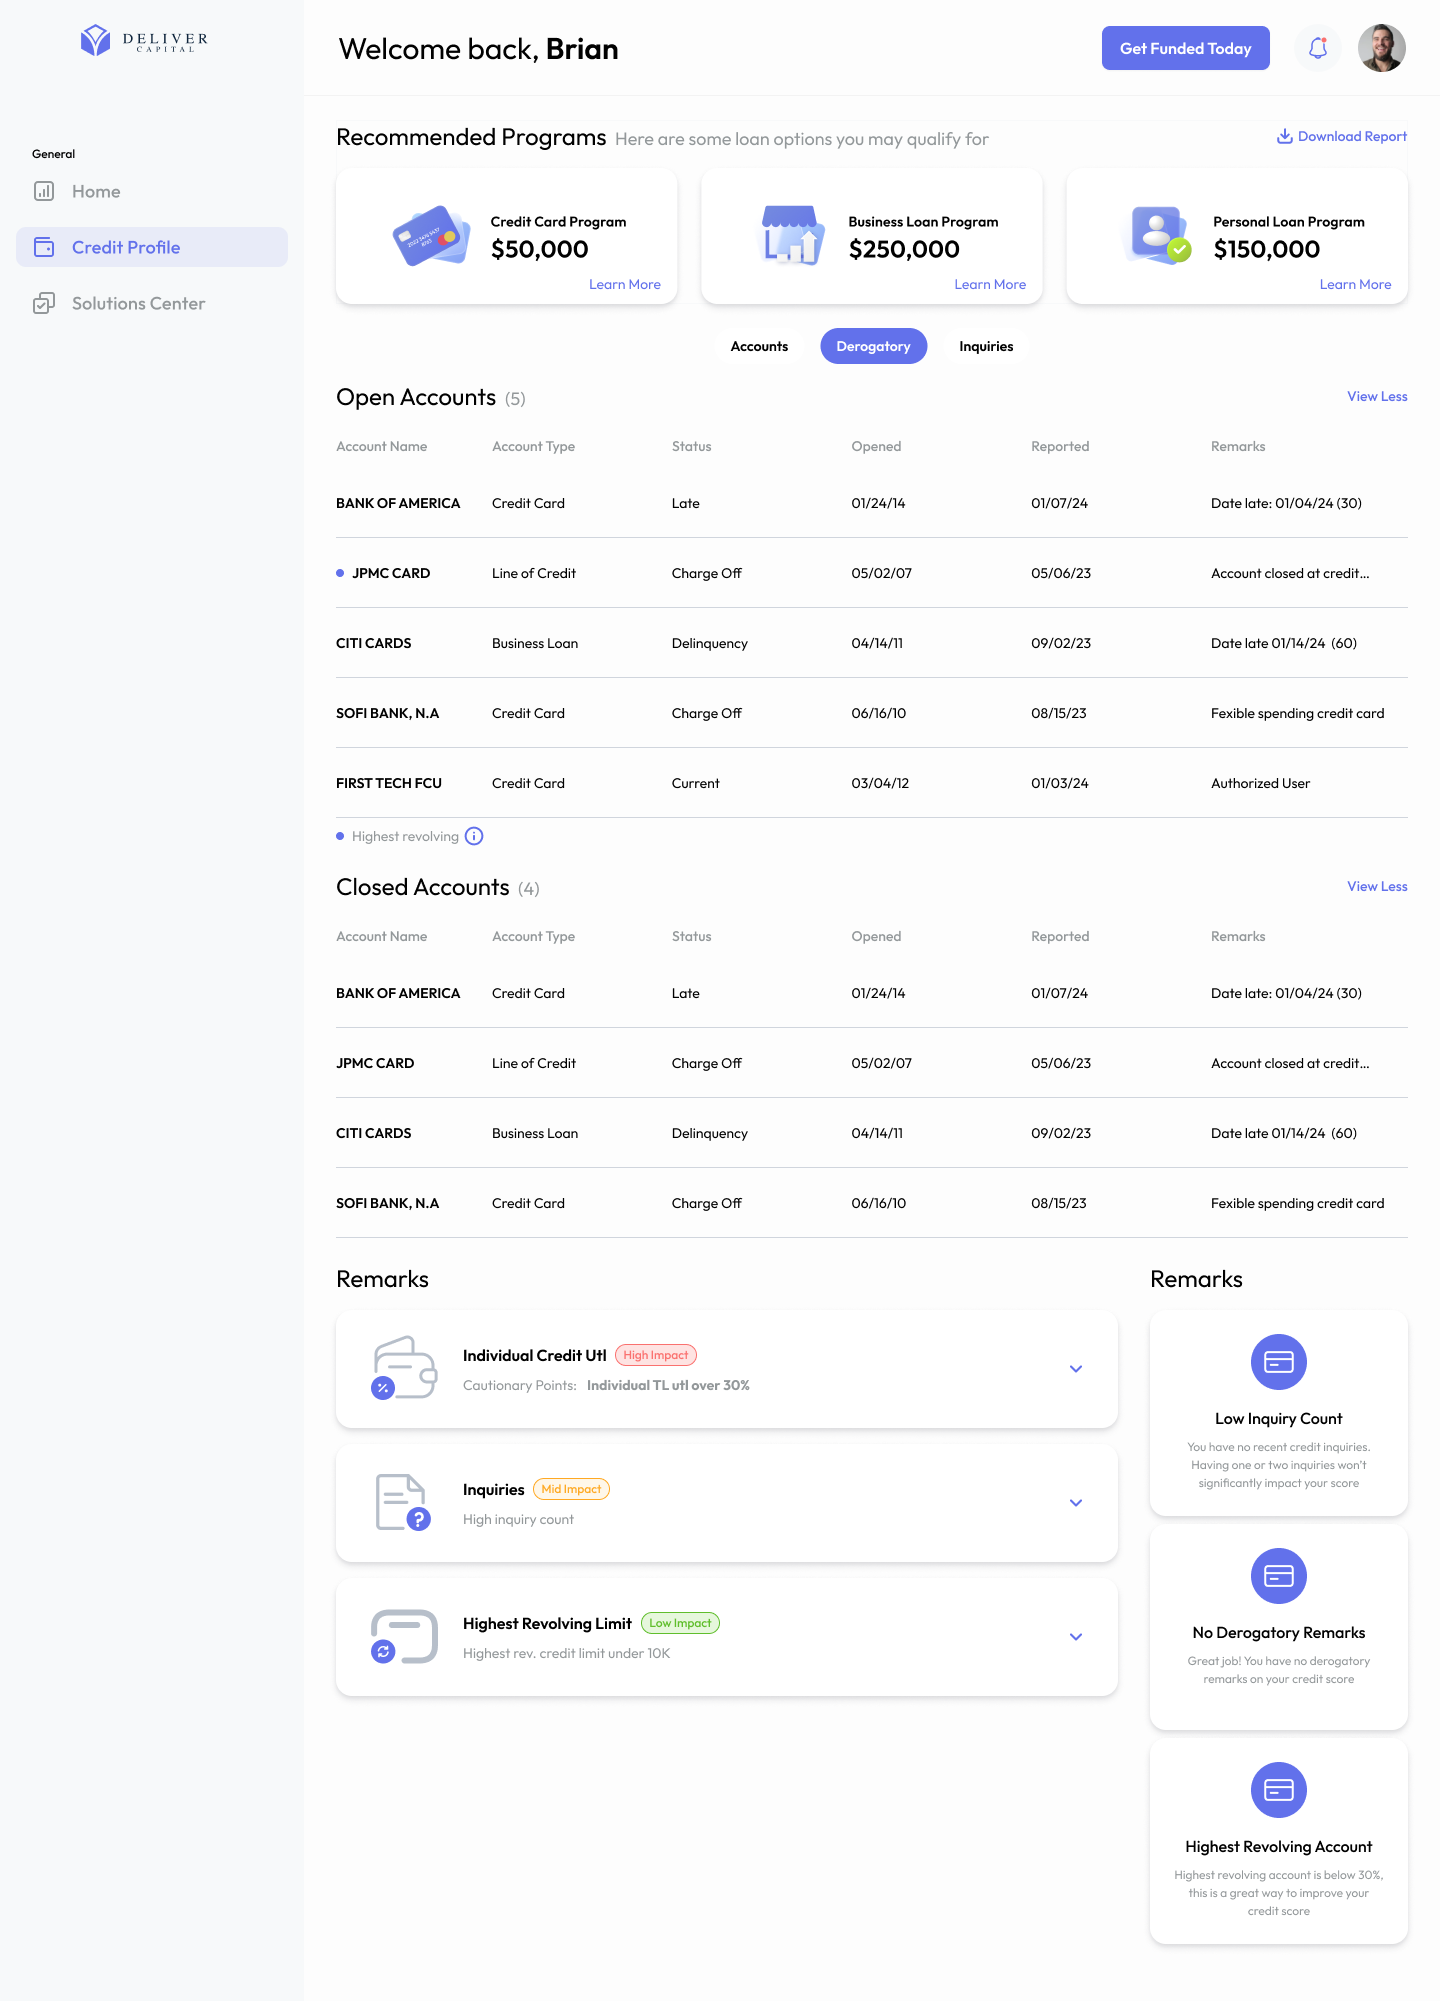 DELIVER
CAPITAL
Welcome back, Brian
Get Funded Today
General
Home
Credit Profile
Solutions Center
Recommended Programs Here are some loan options you may qualify for
Download Report
Credit Card Program
$50,000
Learn More
Business Loan Program
$250,000
Learn More
Personal Loan Program
$150,000
Learn More
Accounts Derogatory Inquiries
Open Accounts (5) View Less
Account Name Account Type Status Opened Reported Remarks
BANK OF AMERICA Credit Card Late 01/24/14 01/07/24 Date late: 01/04/24 (30)
JPMC CARD Line of Credit Charge Off 05/02/07 05/06/23 Account closed at credit...
CITI CARDS Business Loan Delinquency 04/14/11 09/02/23 Date late 01/14/24 (60)
SOFI BANK, N.A Credit Card Charge Off 06/16/10 08/15/23 Fexible spending credit card
FIRST TECH FCU Credit Card Current 03/04/12 01/03/24 Authorized User
Highest revolving
Closed Accounts (4) View Less
Account Name Account Type Status Opened Reported Remarks
BANK OF AMERICA Credit Card Late 01/24/14 01/07/24 Date late: 01/04/24 (30)
JPMC CARD Line of Credit Charge Off 05/02/07 05/06/23 Account closed at credit...
CITI CARDS Business Loan Delinquency 04/14/11 09/02/23 Date late 01/14/24 (60)
SOFI BANK, N.A Credit Card Charge Off 06/16/10 08/15/23 Fexible spending credit card
Remarks
Individual Credit Utl High Impact
Cautionary Points: Individual TL utl over 30%
Inquiries Mid Impact
High inquiry count
Highest Revolving Limit Low Impact
Highest rev. credit limit under 10K
Remarks
Low Inquiry Count
You have no recent credit inquiries.
Having one or two inquiries won't
significantly impact your score
No Derogatory Remarks
Great job! You have no derogatory
remarks on your credit score
Highest Revolving Account
Highest revolving account is below 30%,
this is a great way to improve your
credit score